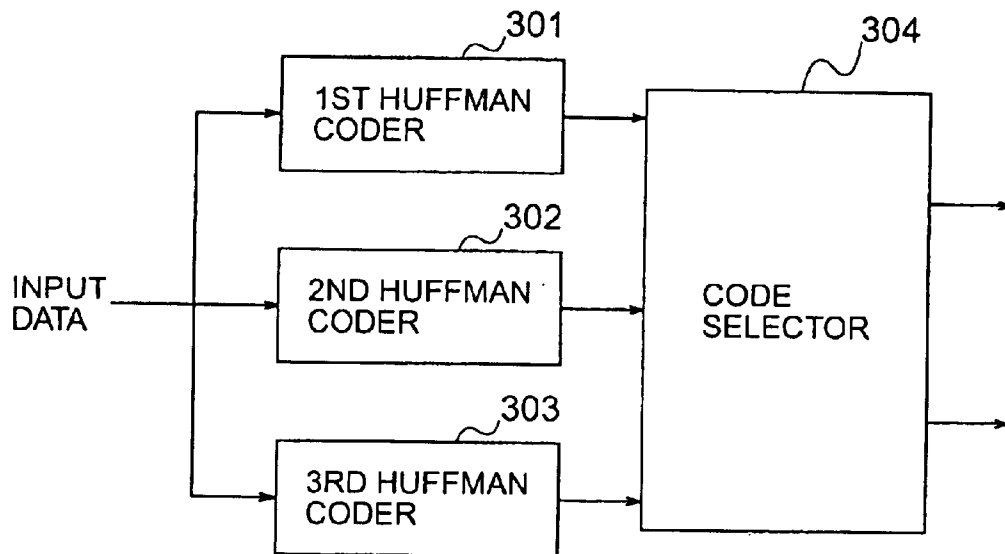 301
1ST HUFFMAN
CODER
304
302
2ND HUFFMAN
CODER
INPUT
DATA
CODE
SELECTOR
303
3RD HUFFMAN
CODER